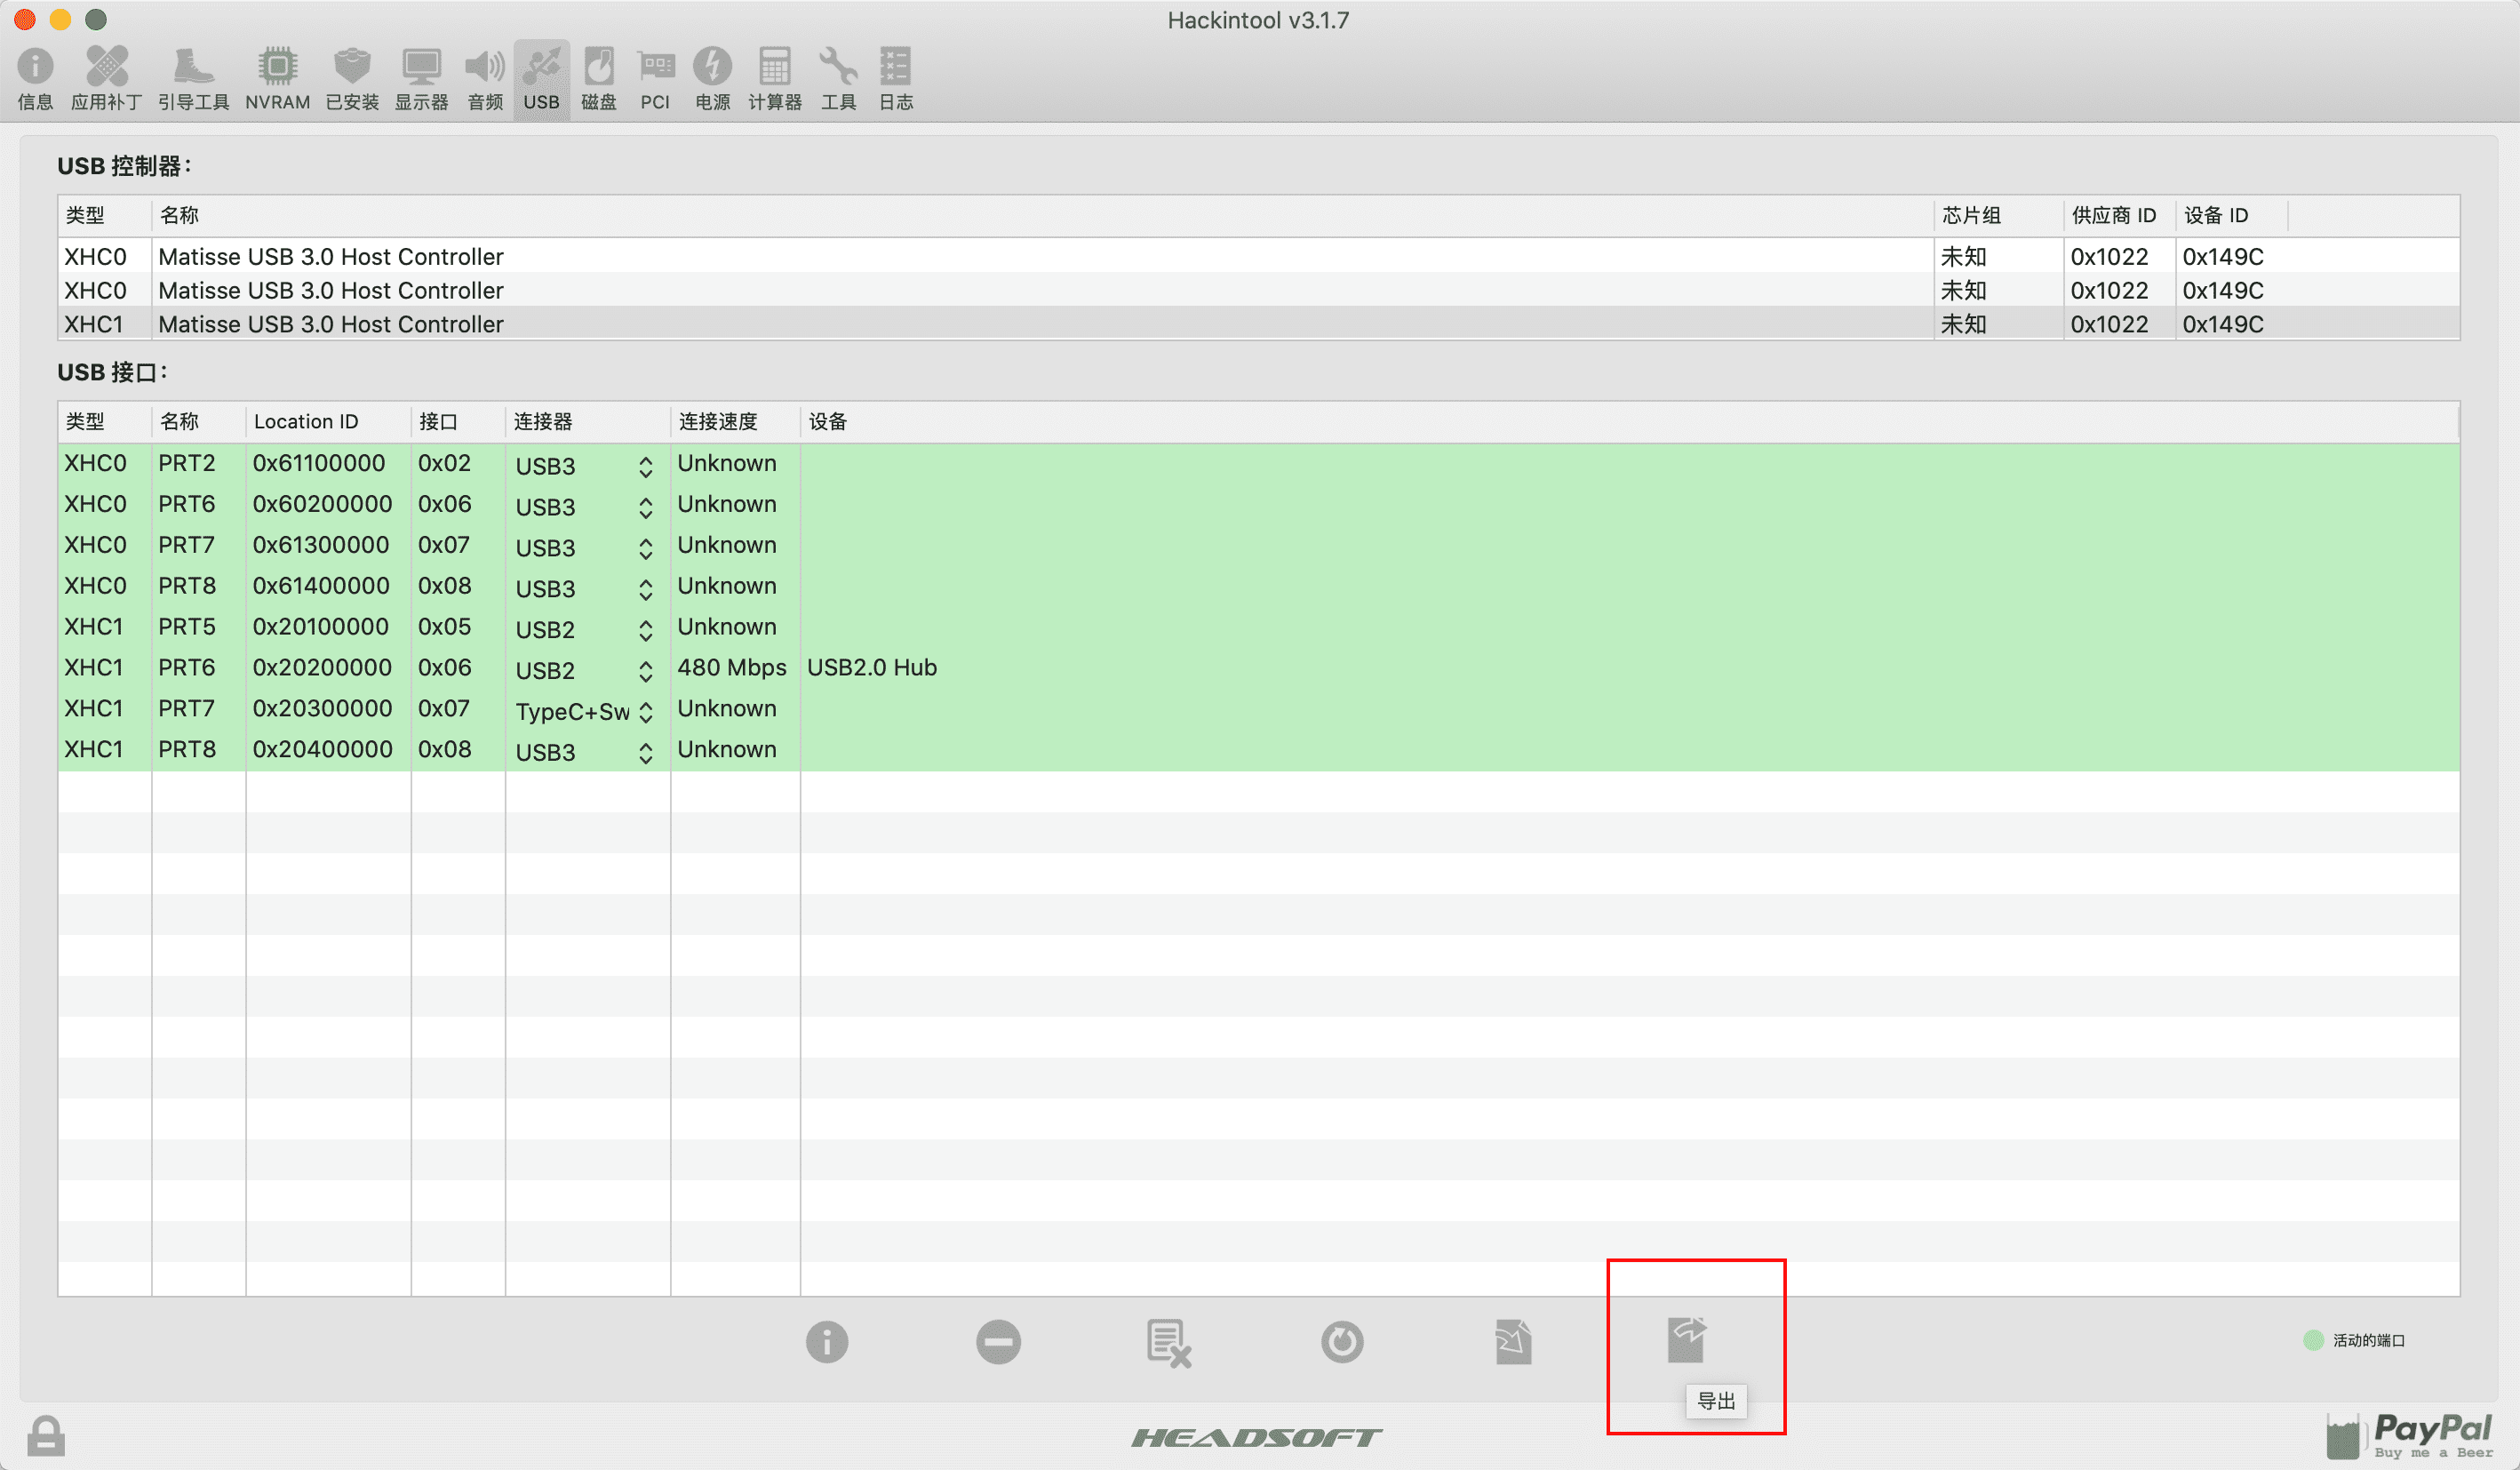 Hackintool v3.1.7
信息 应用补丁 引导工具 NVRAM 已安装 显示器 音频 USB 磁盘 PCI 电源 计算器 工具 日志
USB 控制器：
类型 名称 芯片组 供应商 ID 设备 ID
XHC0 Matisse USB 3.0 Host Controller 未知 0x1022 0x149C
XHC0 Matisse USB 3.0 Host Controller 未知 0x1022 0x149C
XHC1 Matisse USB 3.0 Host Controller 未知 0x1022 0x149C
USB 接口：
类型 名称 Location ID 接口 连接器 连接速度 设备
XHC0 PRT2 0x61100000 0x02 USB3 Unknown
XHC0 PRT6 0x60200000 0x06 USB3 Unknown
XHC0 PRT7 0x61300000 0x07 USB3 Unknown
XHC0 PRT8 0x61400000 0x08 USB3 Unknown
XHC1 PRT5 0x20100000 0x05 USB2 Unknown
XHC1 PRT6 0x20200000 0x06 USB2 480 Mbps USB2.0 Hub
XHC1 PRT7 0x20300000 0x07 TypeC+Sw Unknown
XHC1 PRT8 0x20400000 0x08 USB3 Unknown
活动的端口
导出
HEADSOFT
PayPal
Buy me a Beer